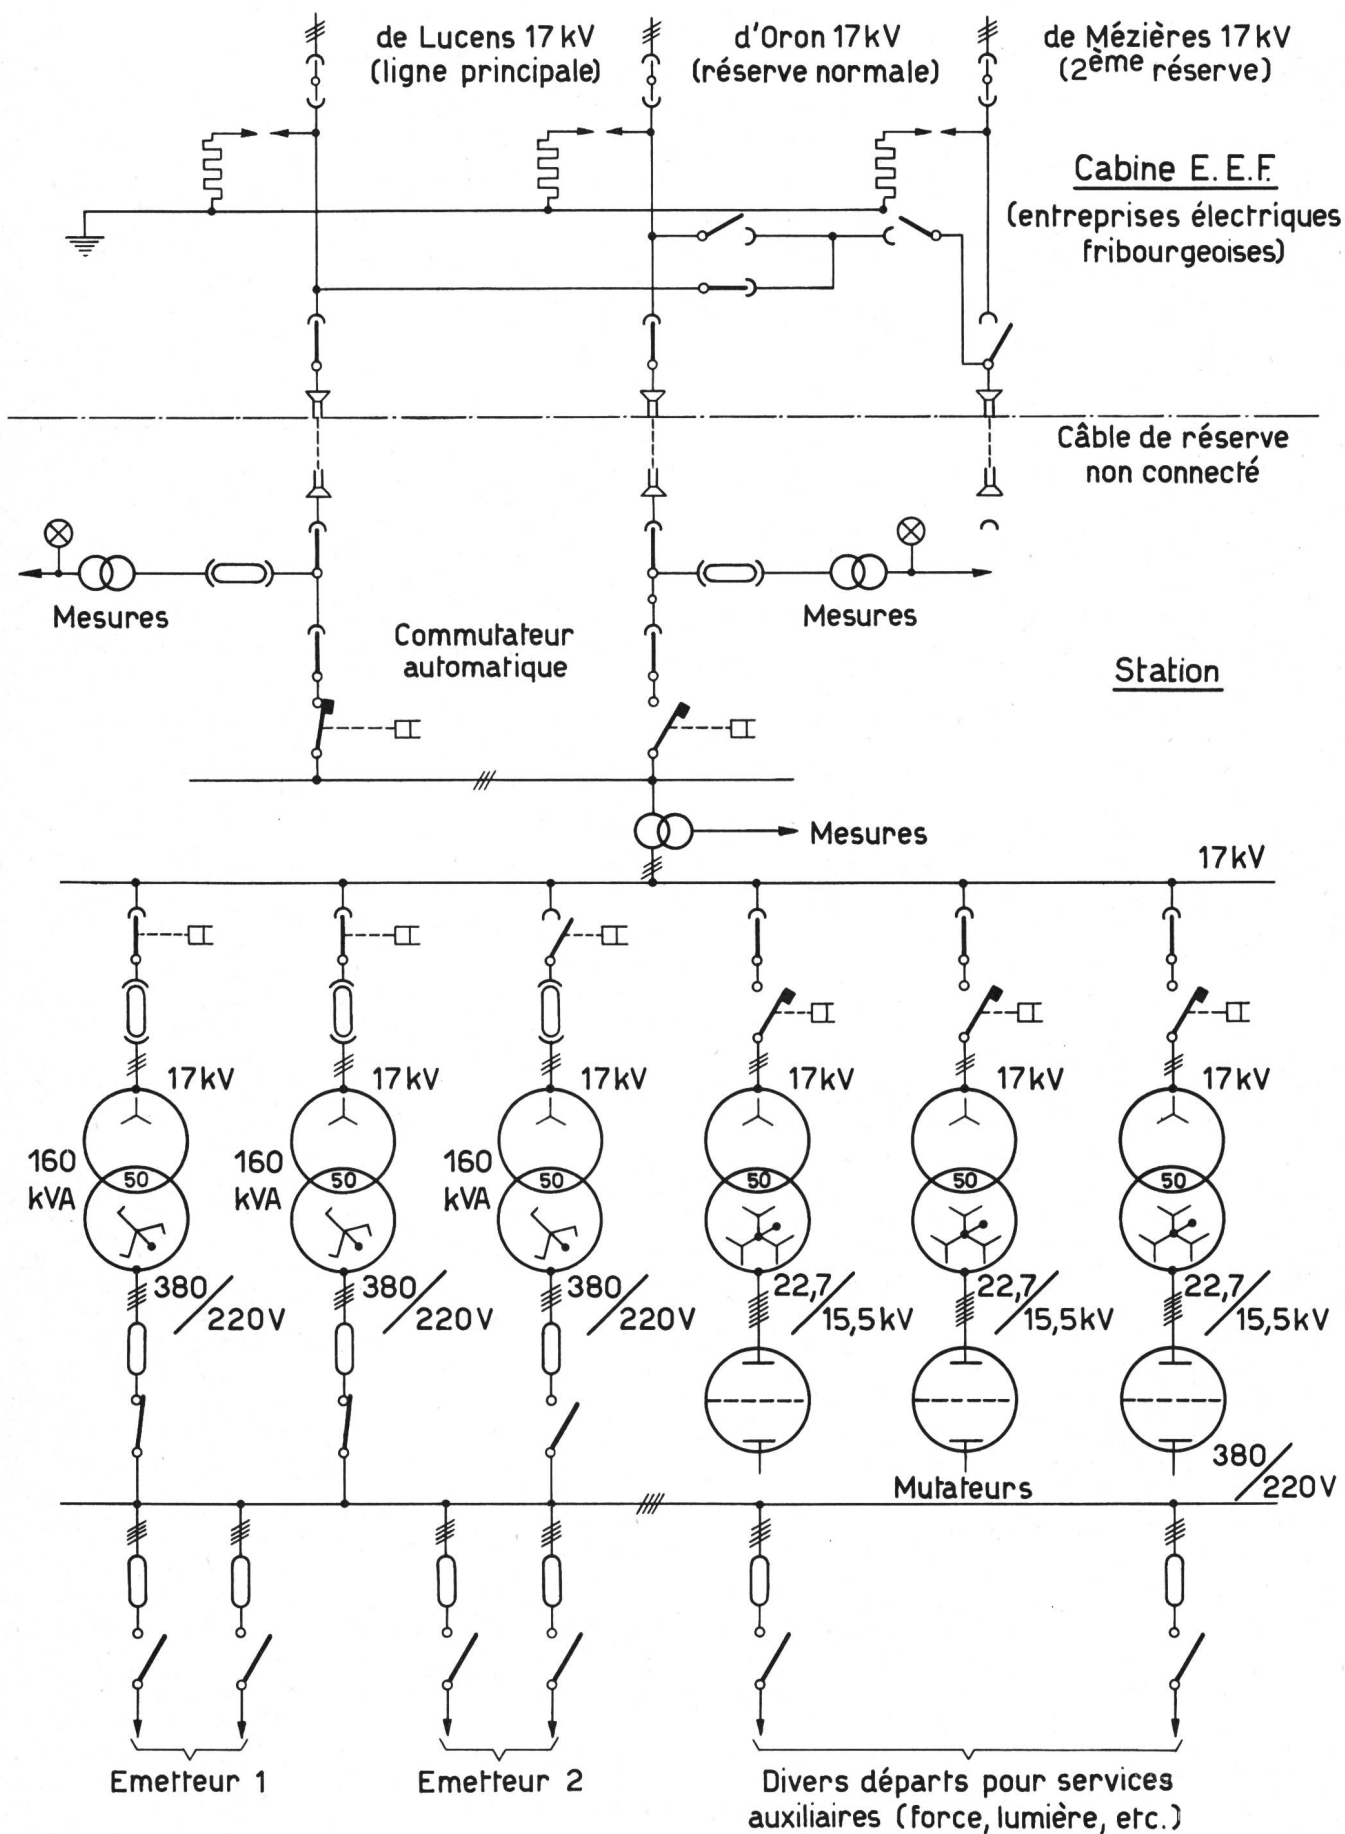 de Lucens 17 kV
(ligne principale)
d'Oron 17 kV
(réserve normale)
de Mézières 17 kV
(2ème réserve)
Cabine E.E.F.
(entreprises électriques
fribourgeoises)
Câble de réserve
non connecté
Mesures
Commutateur
automatique
Mesures
Station
Mesures
17 kV
17 kV
17 kV
17 kV
17 kV
17 kV
17 kV
160
kVA
50
160
kVA
50
160
kVA
50
50
50
50
380/220 V
380/220 V
380/220 V
22,7/15,5 kV
22,7/15,5 kV
22,7/15,5 kV
Mutateurs
380/220 V
Emetteur 1
Emetteur 2
Divers départs pour services
auxiliaires (force, lumière, etc.)